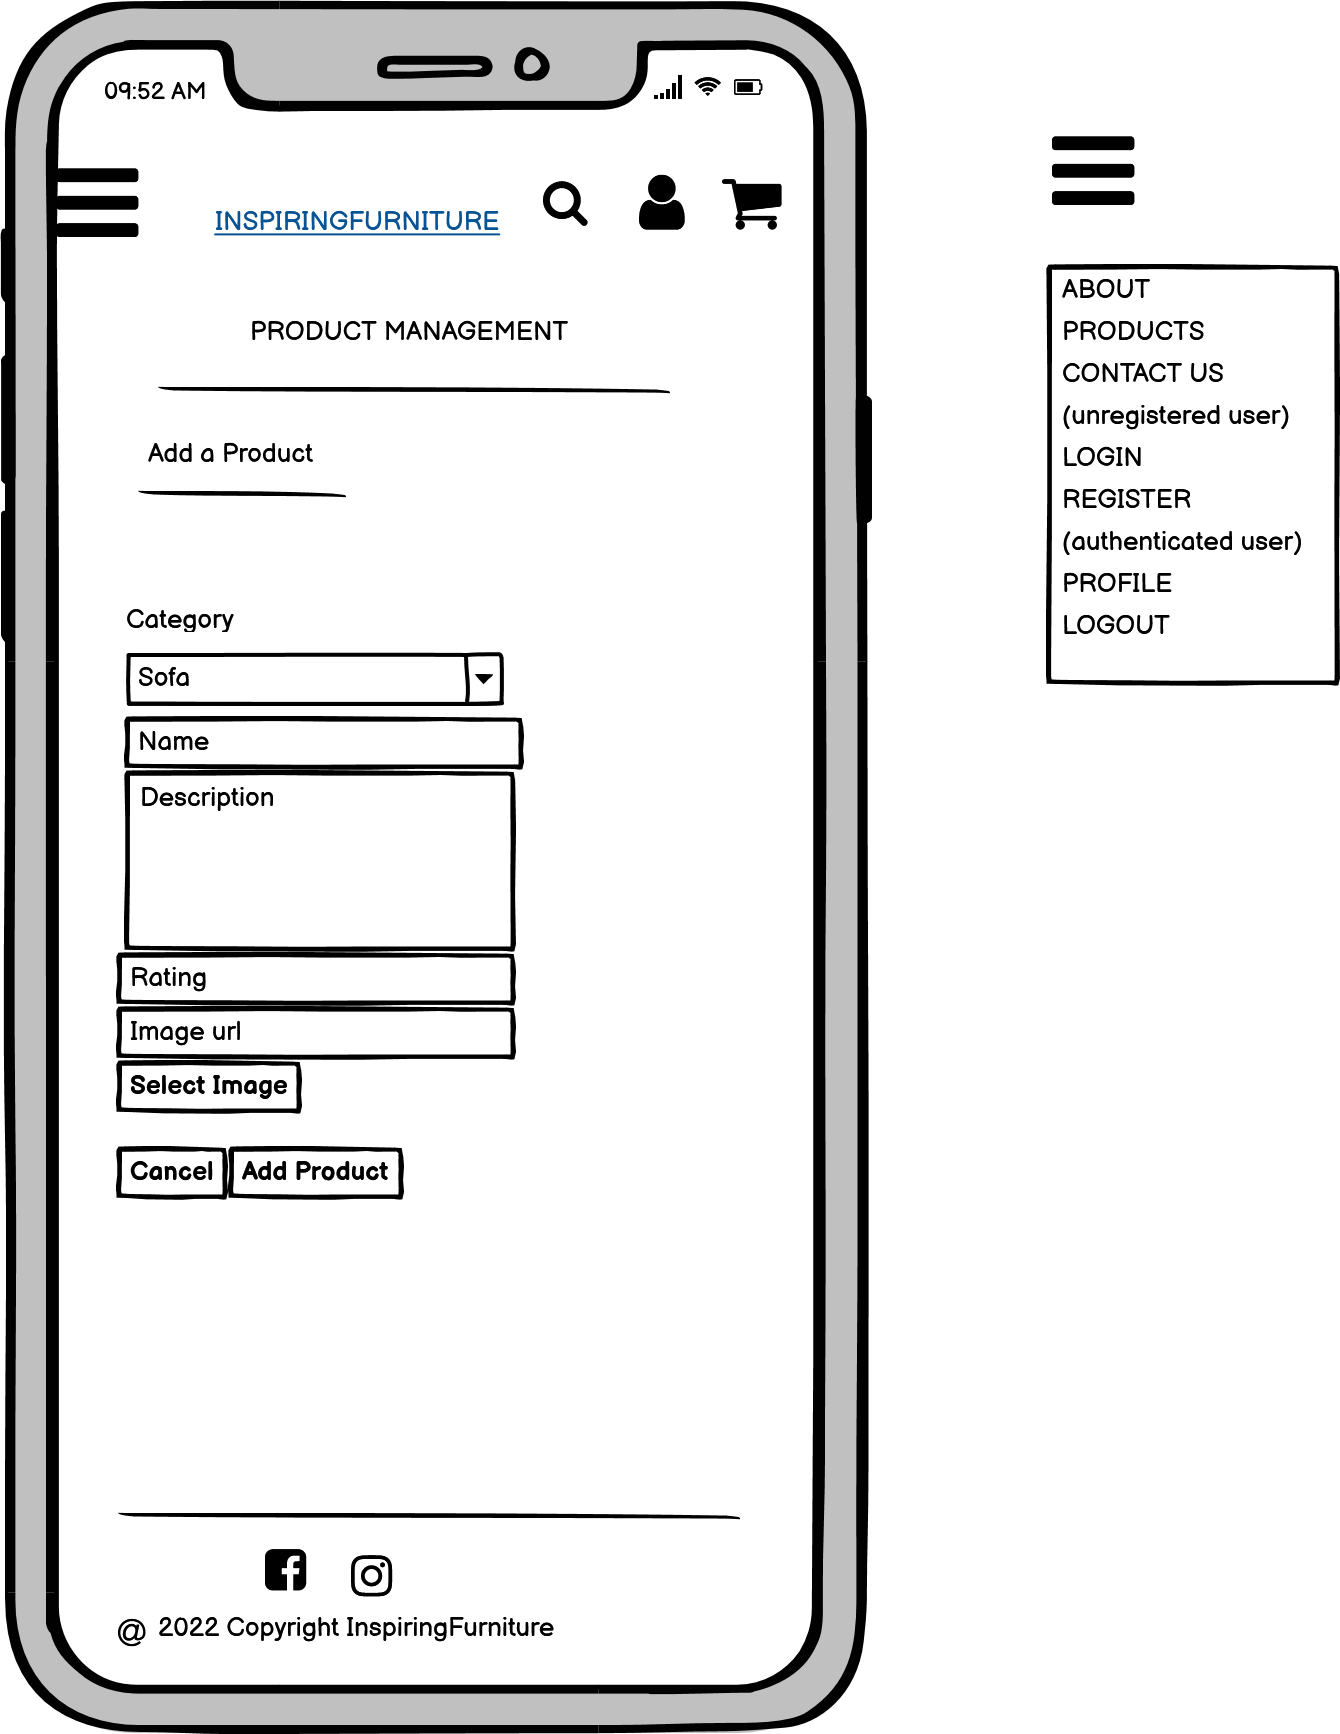 09:52 AM
INSPIRINGFURNITURE
PRODUCT MANAGEMENT
Add a Product
Category
Sofa
Name
Description
Rating
Image url
Select Image
Cancel
Add Product
@ 2022 Copyright InspiringFurniture
ABOUT
PRODUCTS
CONTACT US
(unregistered user)
LOGIN
REGISTER
(authenticated user)
PROFILE
LOGOUT